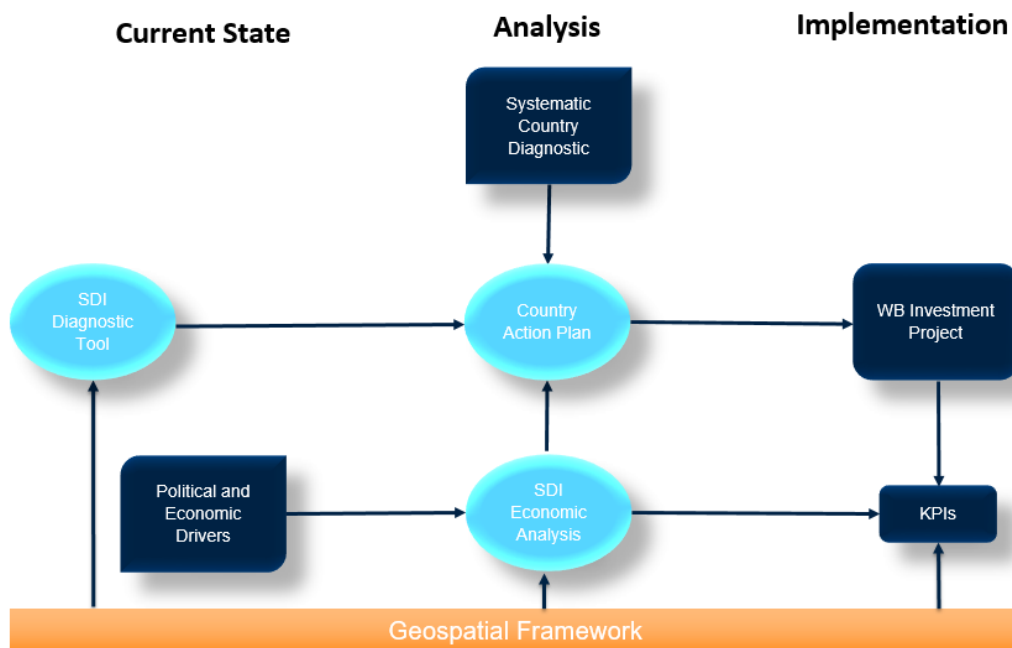 Current State
Analysis
Implementation
Systematic
Country
Diagnostic
SDI
Diagnostic
Tool
Country
Action Plan
WB Investment
Project
Political and
Economic
Drivers
SDI
Economic
Analysis
KPIs
Geospatial Framework